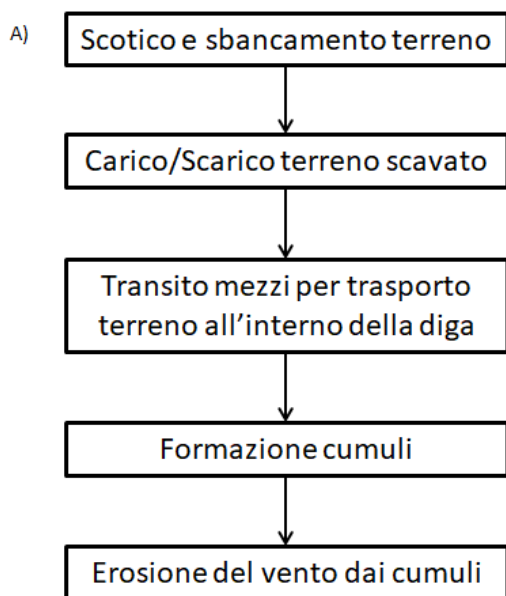 A)
Scotico e sbancamento terreno
Carico/Scarico terreno scavato
Transito mezzi per trasporto
terreno all'interno della diga
Formazione cumuli
Erosione del vento dai cumuli